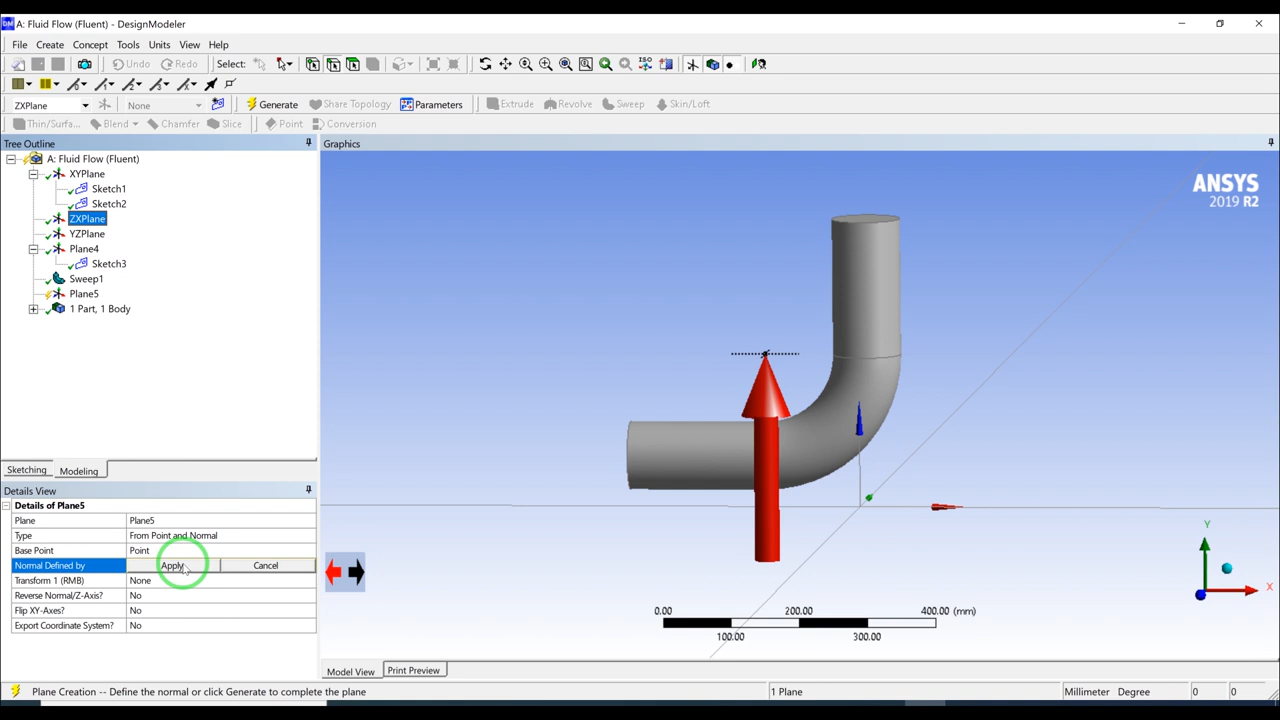 A: Fluid Flow (Fluent) - DesignModeler
File Create Concept Tools Units View Help
Undo Redo Select: ISO
ZXPlane None Generate Share Topology Parameters Extrude Revolve Sweep Skin/Loft
Thin/Surfa... Blend Chamfer Slice Point Conversion
Tree Outline
A: Fluid Flow (Fluent)
XYPlane
Sketch1
Sketch2
ZXPlane
YZPlane
Plane4
Sketch3
Sweep1
Plane5
1 Part, 1 Body
Sketching Modeling
Details View
Details of Plane5
Plane Plane5
Type From Point and Normal
Base Point Point
Normal Defined by Apply Cancel
Transform 1 (RMB) None
Reverse Normal/Z-Axis? No
Flip XY-Axes? No
Export Coordinate System? No
Graphics
ANSYS
2019 R2
Y
X
Z
0.00 200.00 400.00 (mm)
100.00 300.00
Model View Print Preview
Plane Creation -- Define the normal or click Generate to complete the plane 1 Plane Millimeter Degree 0 0